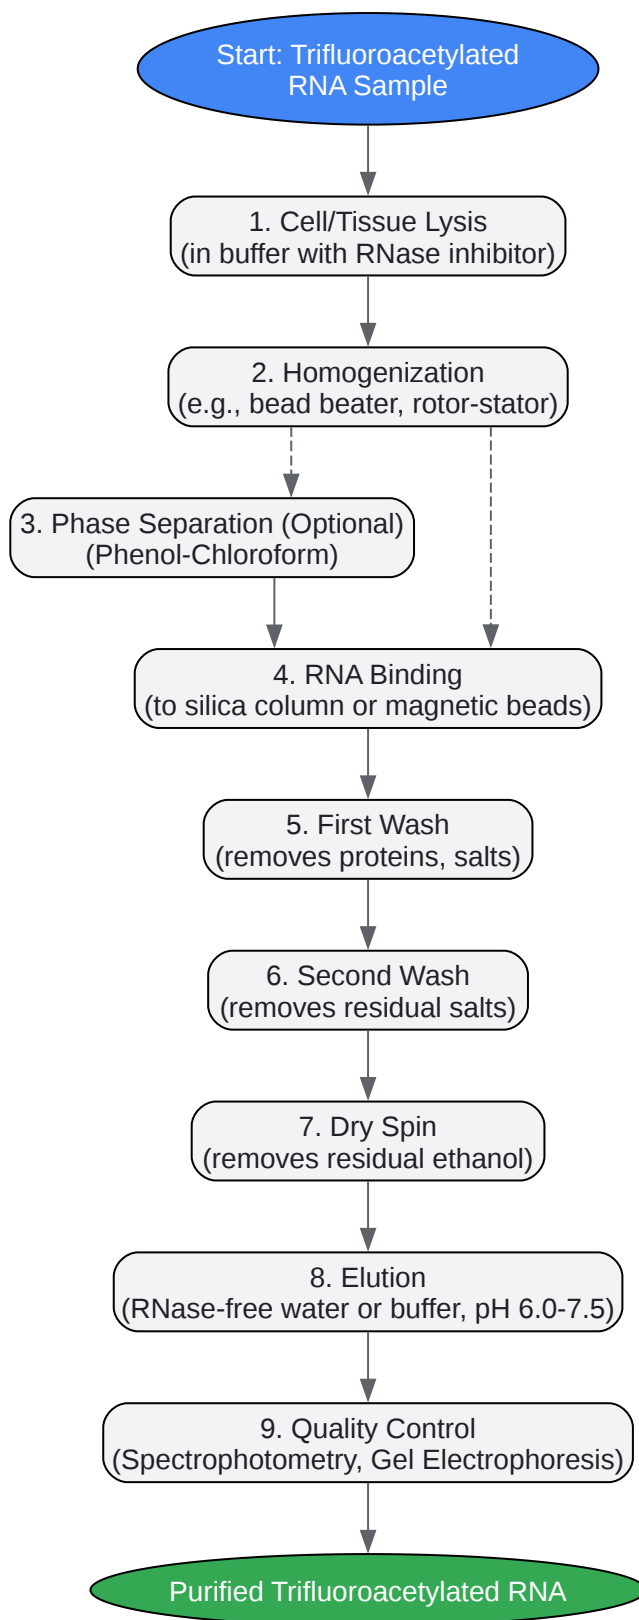 Start: Trifluoroacetylated
RNA Sample
1. Cell/Tissue Lysis
(in buffer with RNase inhibitor)
2. Homogenization
(e.g., bead beater, rotor-stator)
3. Phase Separation (Optional)
(Phenol-Chloroform)
4. RNA Binding
(to silica column or magnetic beads)
5. First Wash
(removes proteins, salts)
6. Second Wash
(removes residual salts)
7. Dry Spin
(removes residual ethanol)
8. Elution
(RNase-free water or buffer, pH 6.0-7.5)
9. Quality Control
(Spectrophotometry, Gel Electrophoresis)
Purified Trifluoroacetylated RNA